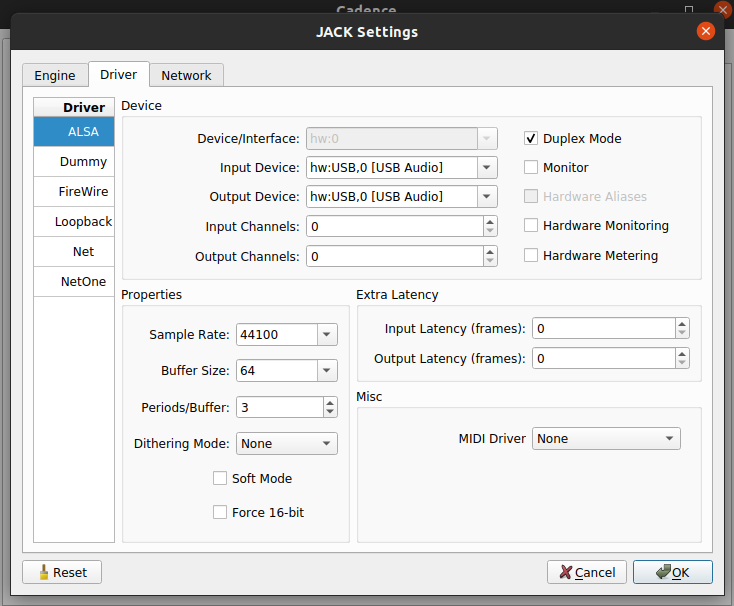 Cadence
JACK Settings
Engine
Driver
Network
Driver
ALSA
Dummy
FireWire
Loopback
Net
NetOne
Device
Device/Interface: hw:0
Input Device: hw:USB,0 [USB Audio]
Output Device: hw:USB,0 [USB Audio]
Input Channels: 0
Output Channels: 0
Duplex Mode
Monitor
Hardware Aliases
Hardware Monitoring
Hardware Metering
Properties
Sample Rate: 44100
Buffer Size: 64
Periods/Buffer: 3
Dithering Mode: None
Soft Mode
Force 16-bit
Extra Latency
Input Latency (frames): 0
Output Latency (frames): 0
Misc
MIDI Driver None
Reset
Cancel
OK